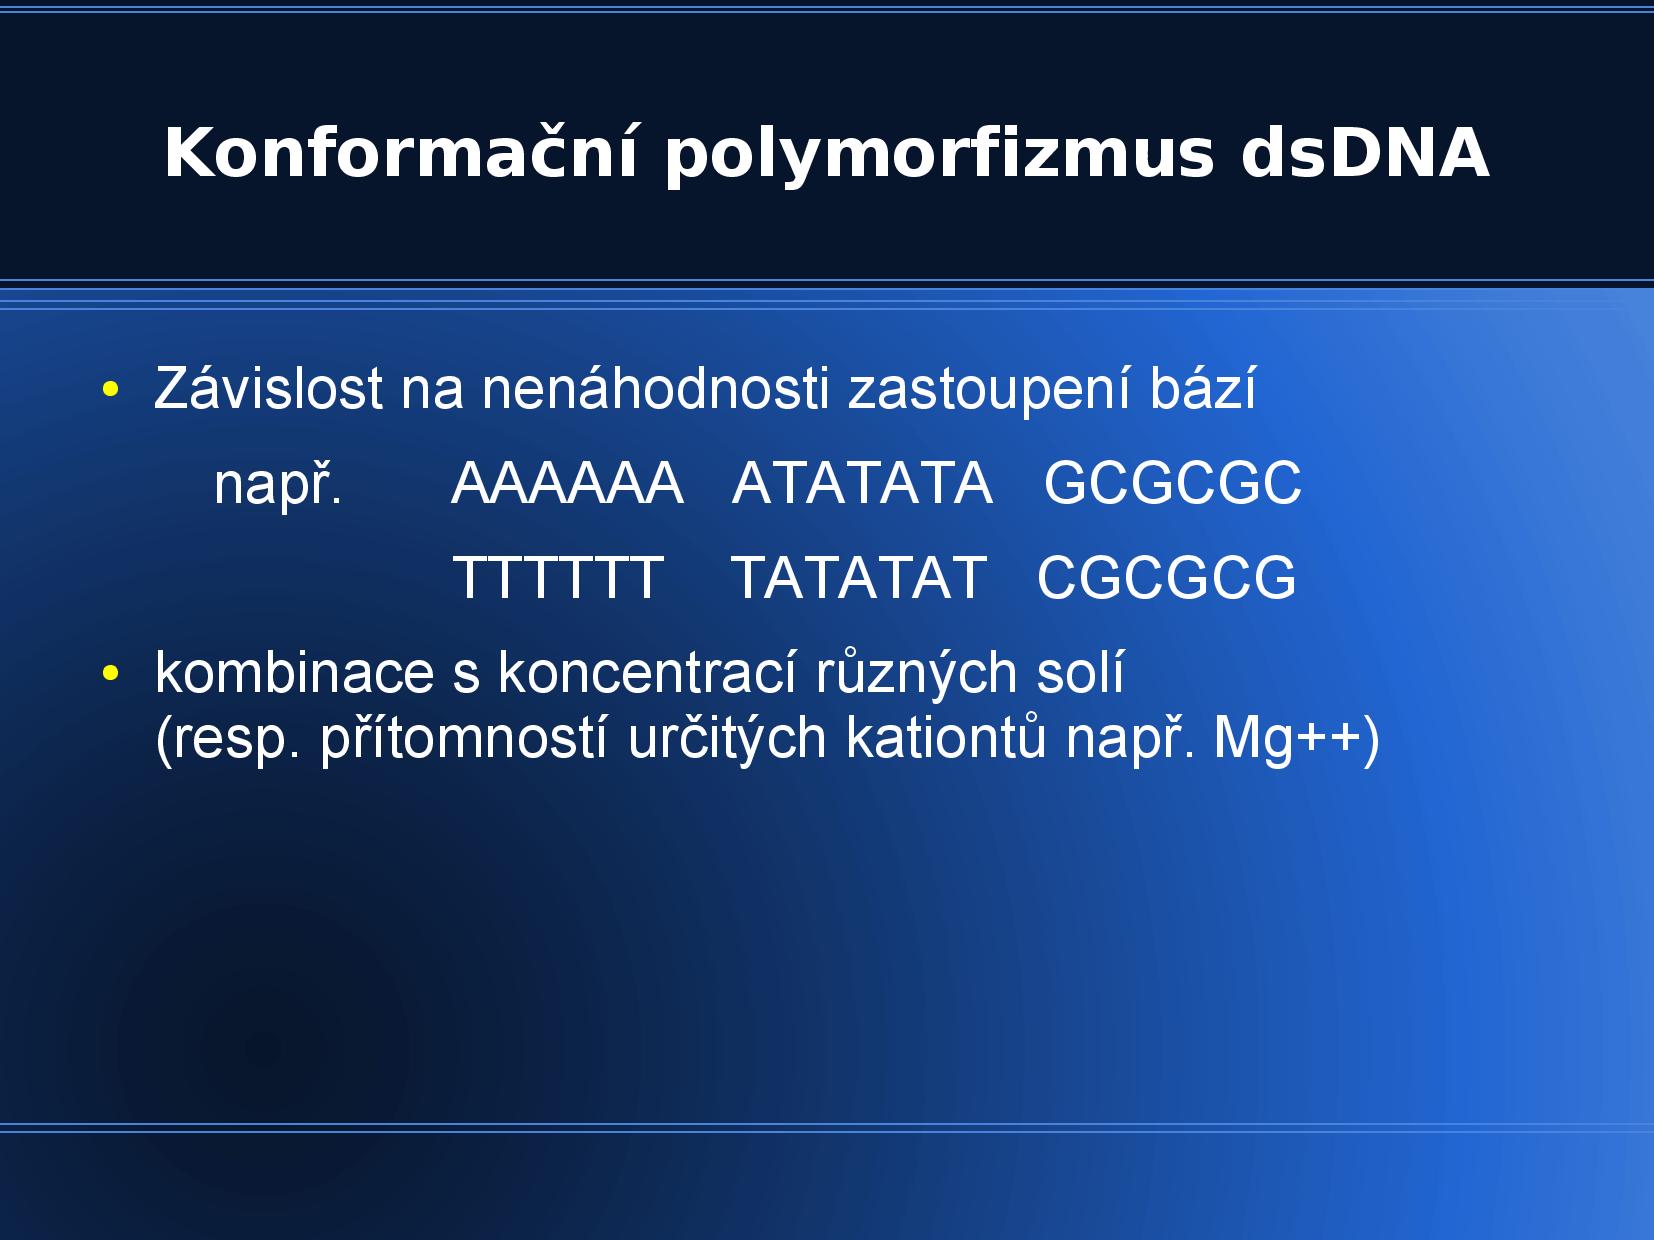 Konformační polymorfizmus dsDNA
• Závislost na nenáhodnosti zastoupení bází
např. AAAAAA ATATATA GCGCGC
TTTTTT TATATAT CGCGCG
• kombinace s koncentrací různých solí
(resp. přítomností určitých kationtů např. Mg++)